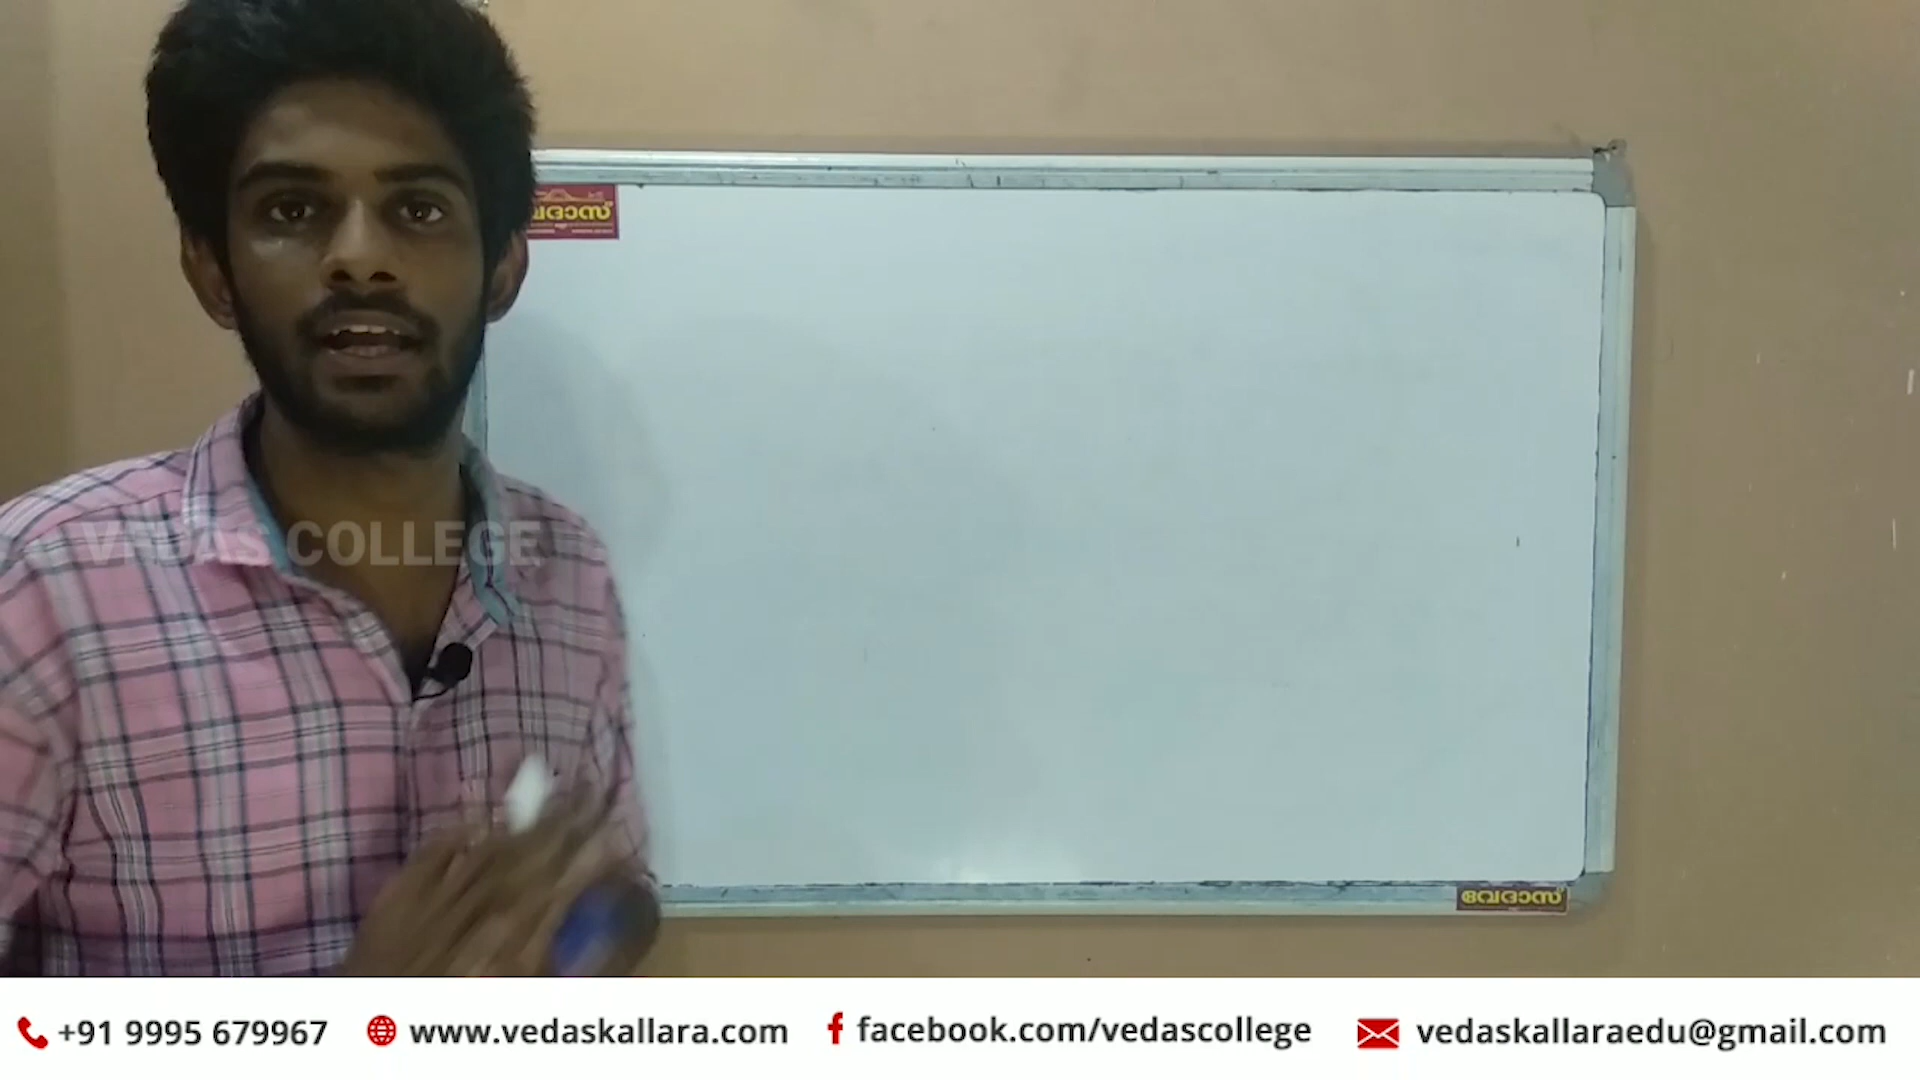 വേദാസ്
VEDAS COLLEGE
വേദാസ്
+91 9995 679967 www.vedaskallara.com facebook.com/vedascollege vedaskallaraedu@gmail.com